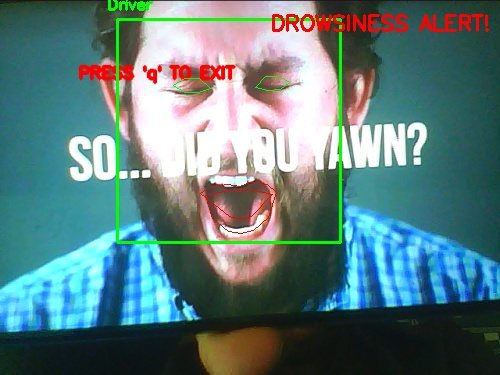 Driver
DROWSINESS ALERT!
PRESS 'q' TO EXIT
SO... DID YOU YAWN?